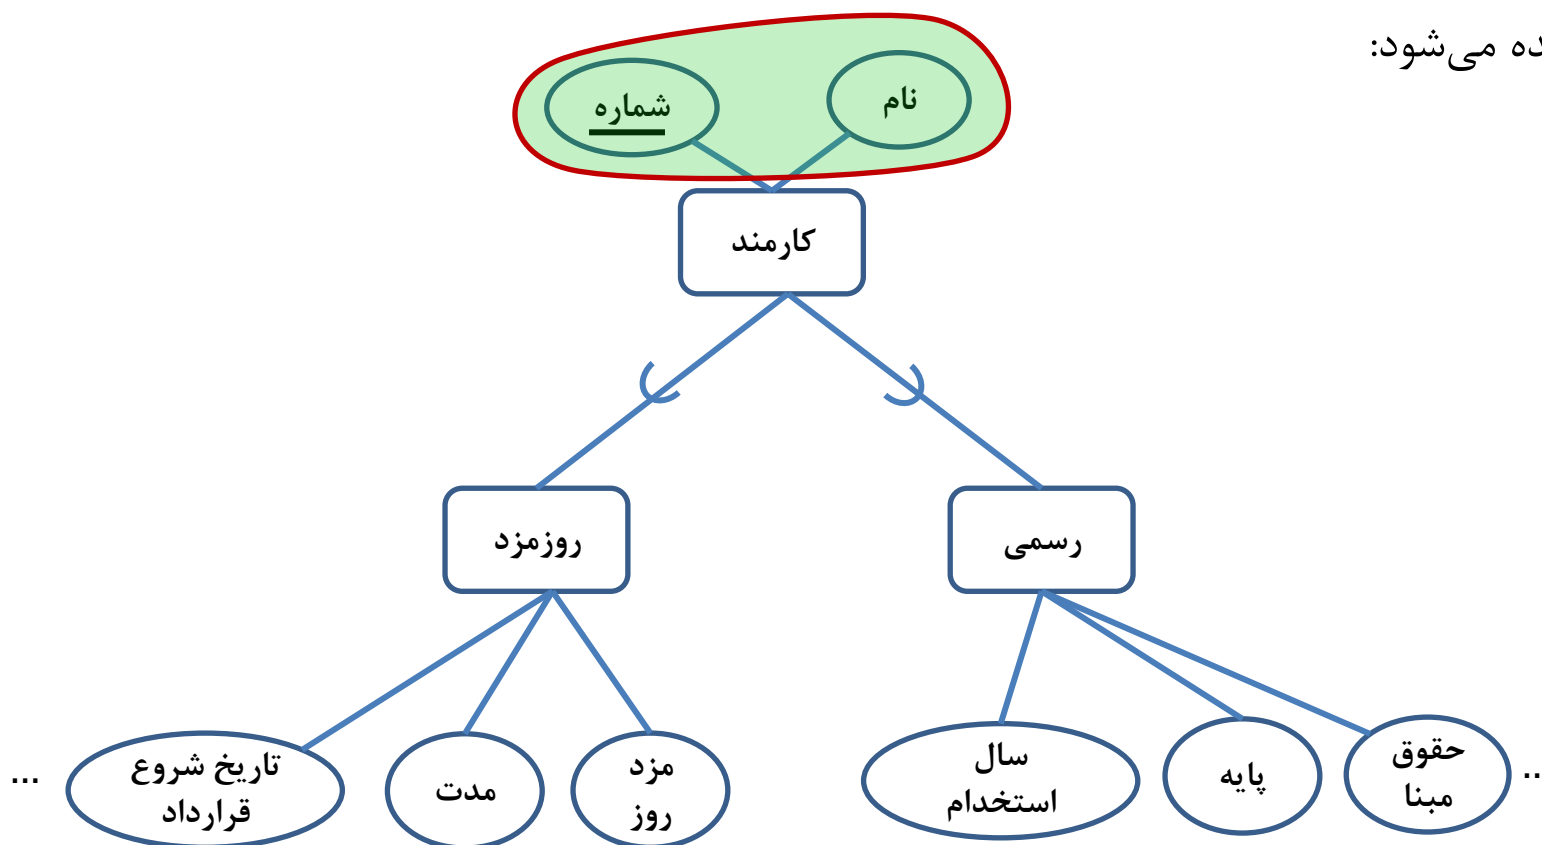 ده می‌شود:
نام
شماره
کارمند
رسمی
روزمزد
حقوق
مبنا
پایه
سال
استخدام
مزد
روز
مدت
تاریخ شروع
قرارداد
...
...